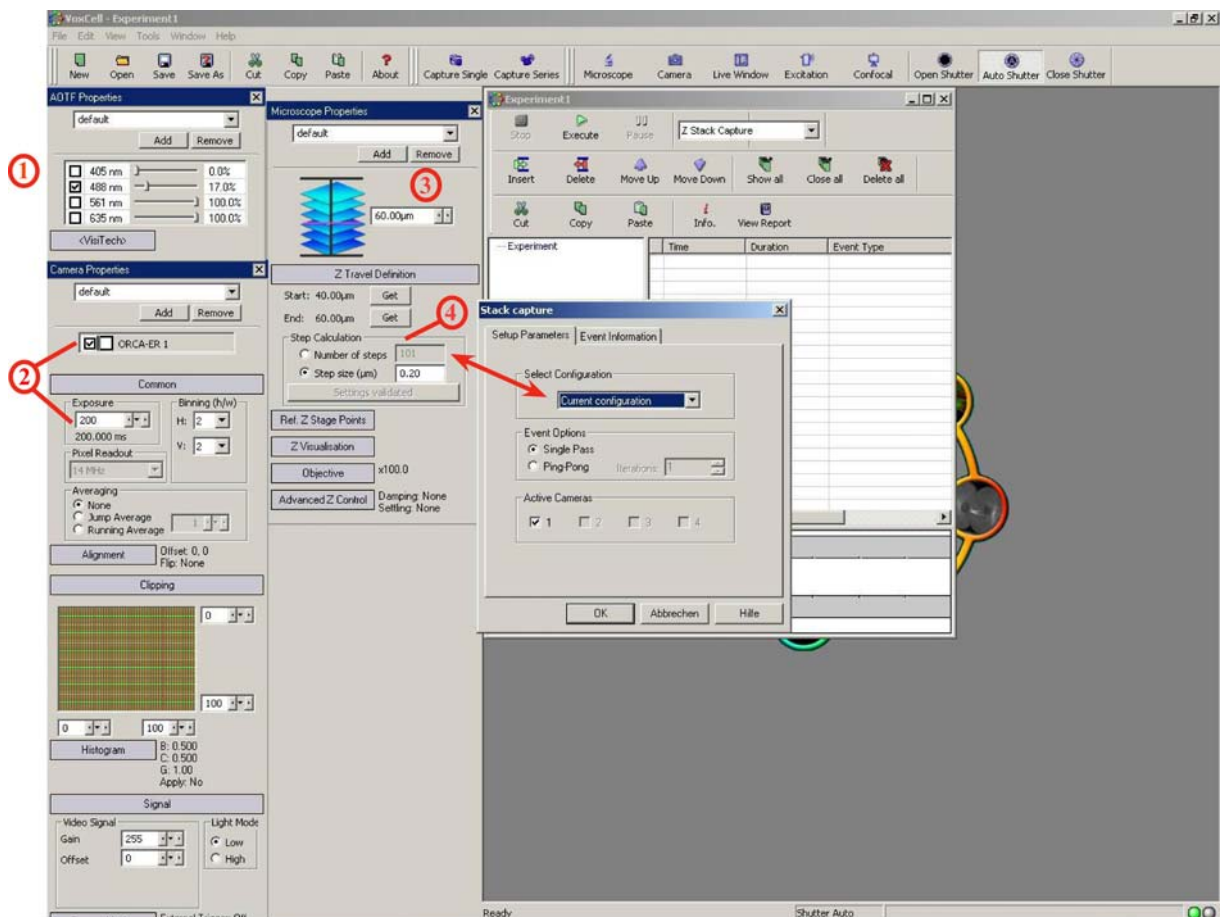 VoxCell - Experiment1
File Edit View Tools Window Help
New Open Save Save As Cut Copy Paste About Capture Single Capture Series Microscope Camera Live Window Excitation Confocal Open Shutter Auto Shutter Close Shutter
AOTF Properties
default
Add Remove
1
405 nm 0.0%
488 nm 17.0%
561 nm 100.0%
635 nm 100.0%
<VisiTech>
Camera Properties
default
Add Remove
ORCA-ER 1
2
Common
Exposure
200
200.000 ms
Binning (h/w)
H: 2
V: 2
Pixel Readout
14 MHz
Averaging
None
Jump Average
Running Average
1
Alignment
Offset: 0, 0
Flip: None
Clipping
0
100
0 100
Histogram
B: 0.500
C: 0.500
G: 1.00
Apply: No
Signal
Video Signal
Gain 255
Offset 0
Light Mode
Low
High
External Trigger: Off
Microscope Properties
default
Add Remove
3
60.00µm
Z Travel Definition
Start: 40.00µm Get
End: 60.00µm Get
4
Step Calculation
Number of steps 101
Step size (µm) 0.20
Settings validated
Ref. Z Stage Points
Z Visualisation
Objective x100.0
Advanced Z Control
Damping: None
Settling: None
Experiment1
Stop Execute Pause Z Stack Capture
Insert Delete Move Up Move Down Show all Close all Delete all
Cut Copy Paste Info. View Report
Experiment
Time Duration Event Type
Stack capture
Setup Parameters Event Information
Select Configuration
Current configuration
Event Options
Single Pass
Ping-Pong Iterations: 1
Active Cameras
1 2 3 4
OK Abbrechen Hilfe
Ready Shutter Auto